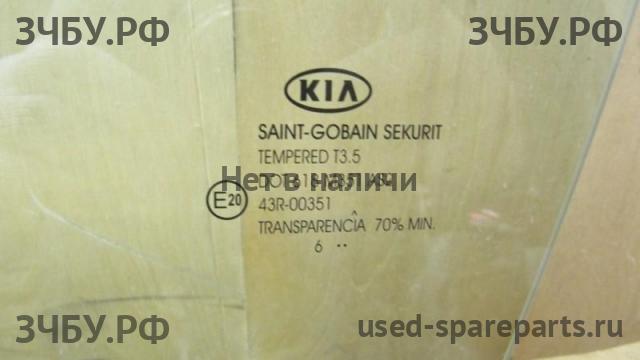 ЗЧБУ.РФ ЗЧБУ.РФ
KIA
SAINT-GOBAIN SEKURIT
TEMPERED T3.5
Нет в наличи
E20
43R-00351
TRANSPARENCIA 70% MIN.
6 ..
ЗЧБУ.РФ
used-spareparts.ru